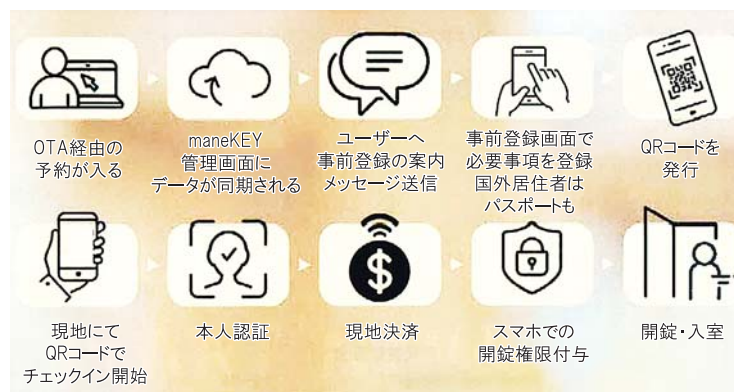 OTA経由の
予約が入る
maneKEY
管理画面に
データが同期される
ユーザーへ
事前登録の案内
メッセージ送信
事前登録画面で
必要事項を登録
国外居住者は
パスポートも
QRコードを
発行
現地にて
QRコードで
チェックイン開始
本人認証
現地決済
スマホでの
開錠権限付与
開錠・入室